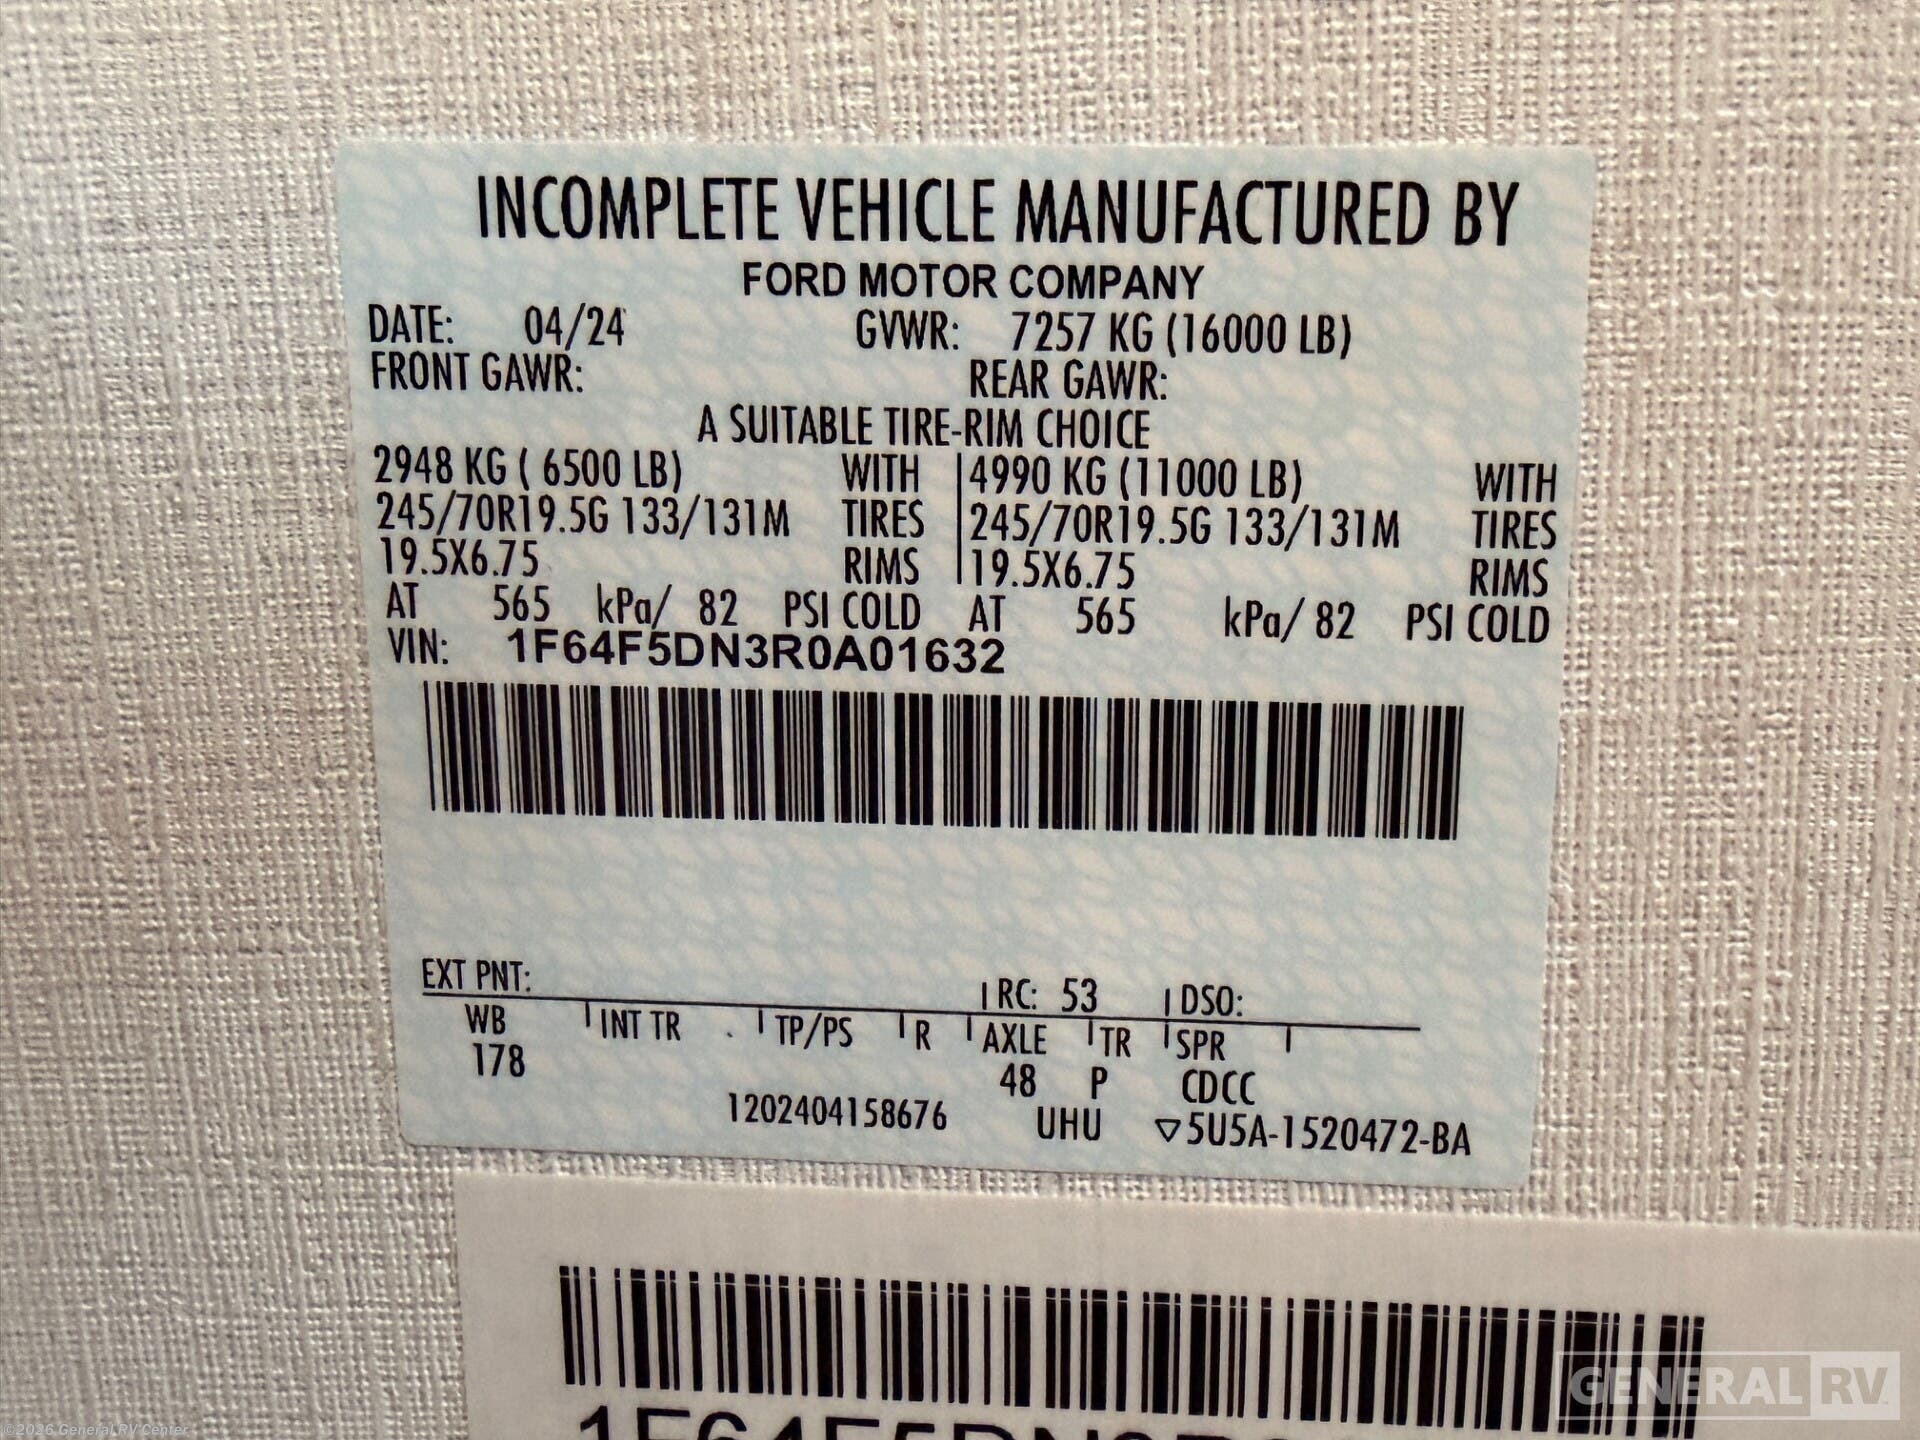 INCOMPLETE VEHICLE MANUFACTURED BY
FORD MOTOR COMPANY
DATE: 04/24 GVWR: 7257 KG (16000 LB)
FRONT GAWR: REAR GAWR:
A SUITABLE TIRE-RIM CHOICE
2948 KG ( 6500 LB) WITH 4990 KG (11000 LB) WITH
245/70R19.5G 133/131M TIRES 245/70R19.5G 133/131M TIRES
19.5X6.75 RIMS 19.5X6.75 RIMS
AT 565 kPa/ 82 PSI COLD AT 565 kPa/ 82 PSI COLD
VIN: 1F64F5DN3R0A01632
EXT PNT: RC: 53 DSO:
WB INT TR TP/PS R AXLE TR SPR
178 48 P CDCC
1202404158676 UHU ▽5U5A-1520472-BA
GENERAL RV
©2026 General RV Center